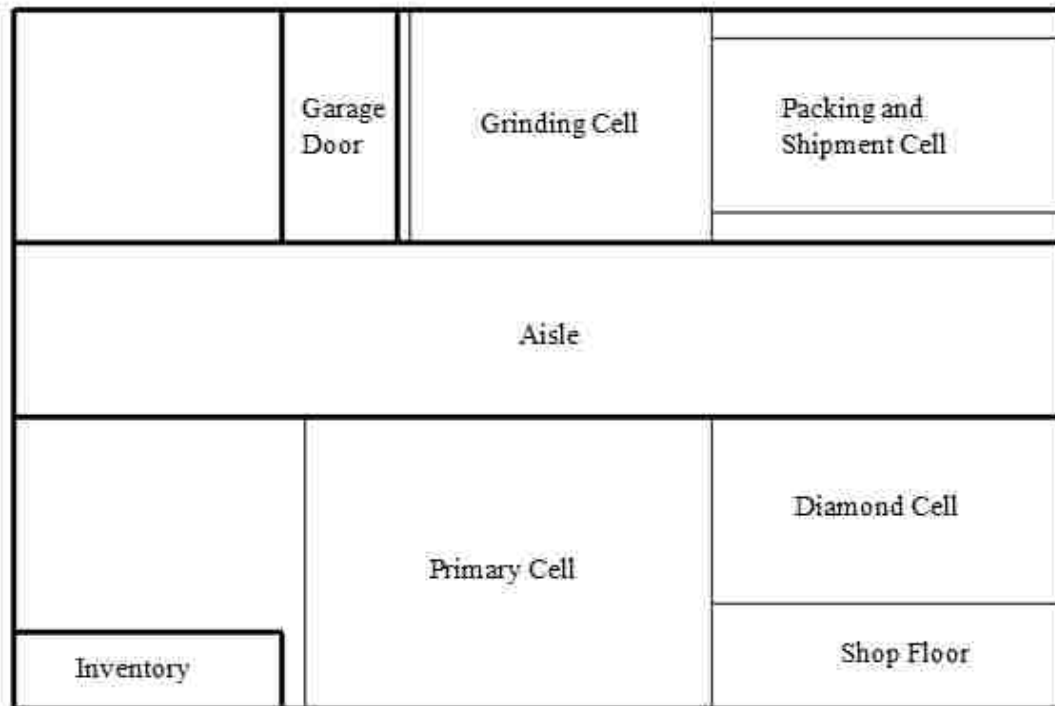 Garage
Door
Grinding Cell
Packing and
Shipment Cell
Aisle
Primary Cell
Diamond Cell
Inventory
Shop Floor